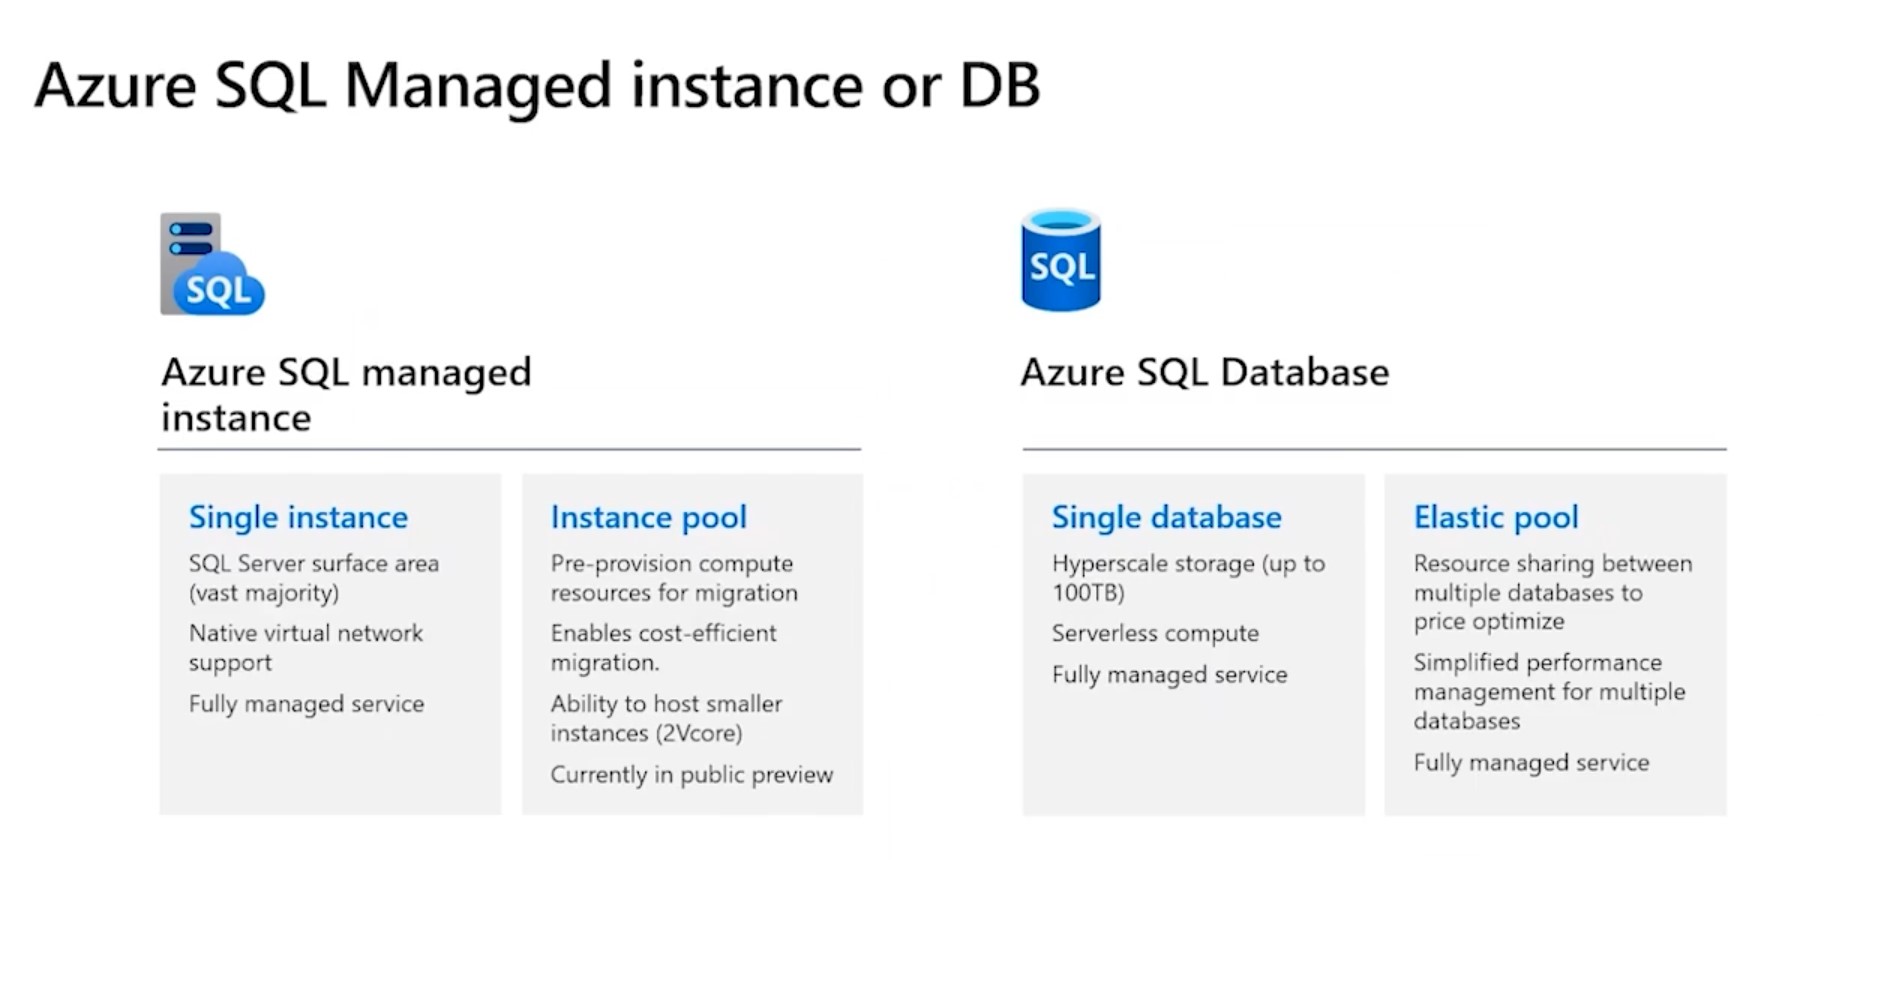 Azure SQL Managed instance or DB
SQL
SQL
Azure SQL managed
instance
Azure SQL Database
Single instance
SQL Server surface area
(vast majority)
Native virtual network
support
Fully managed service
Instance pool
Pre-provision compute
resources for migration
Enables cost-efficient
migration.
Ability to host smaller
instances (2Vcore)
Currently in public preview
Single database
Hyperscale storage (up to
100TB)
Serverless compute
Fully managed service
Elastic pool
Resource sharing between
multiple databases to
price optimize
Simplified performance
management for multiple
databases
Fully managed service